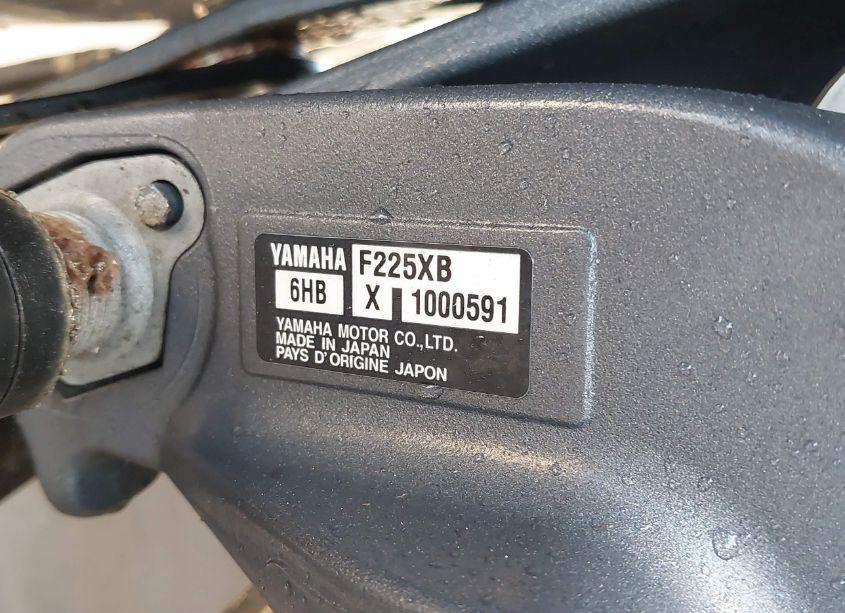 YAMAHA F225XB
6HB X 1000591
YAMAHA MOTOR CO.,LTD.
MADE IN JAPAN
PAYS D'ORIGINE JAPON